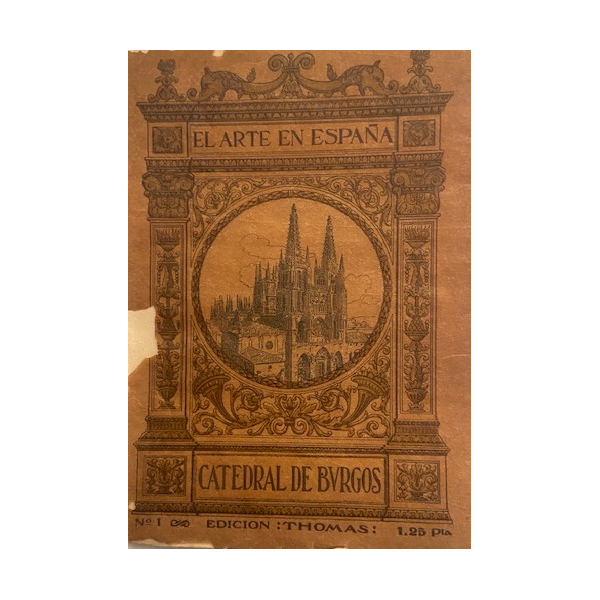 EL ARTE EN ESPAÑA
CATEDRAL DE BVRGOS
Nº 1 EDICION :THOMAS: 1.25 Pta